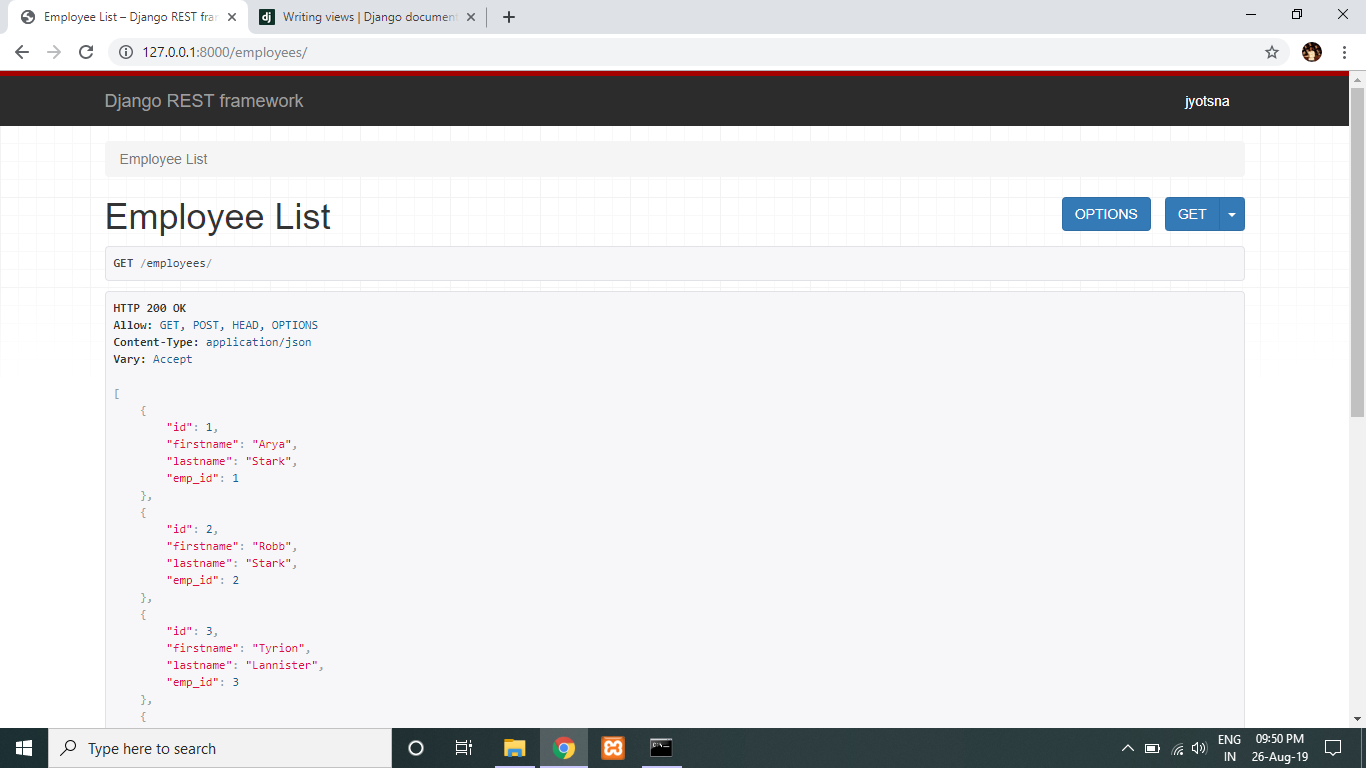 Employee List – Django REST fra
Writing views | Django document
127.0.0.1:8000/employees/
Django REST framework
jyotsna
Employee List
Employee List
OPTIONS
GET
GET /employees/
HTTP 200 OK
Allow: GET, POST, HEAD, OPTIONS
Content-Type: application/json
Vary: Accept
[
{
"id": 1,
"firstname": "Arya",
"lastname": "Stark",
"emp_id": 1
},
{
"id": 2,
"firstname": "Robb",
"lastname": "Stark",
"emp_id": 2
},
{
"id": 3,
"firstname": "Tyrion",
"lastname": "Lannister",
"emp_id": 3
},
{
Type here to search
ENG
IN
09:50 PM
26-Aug-19